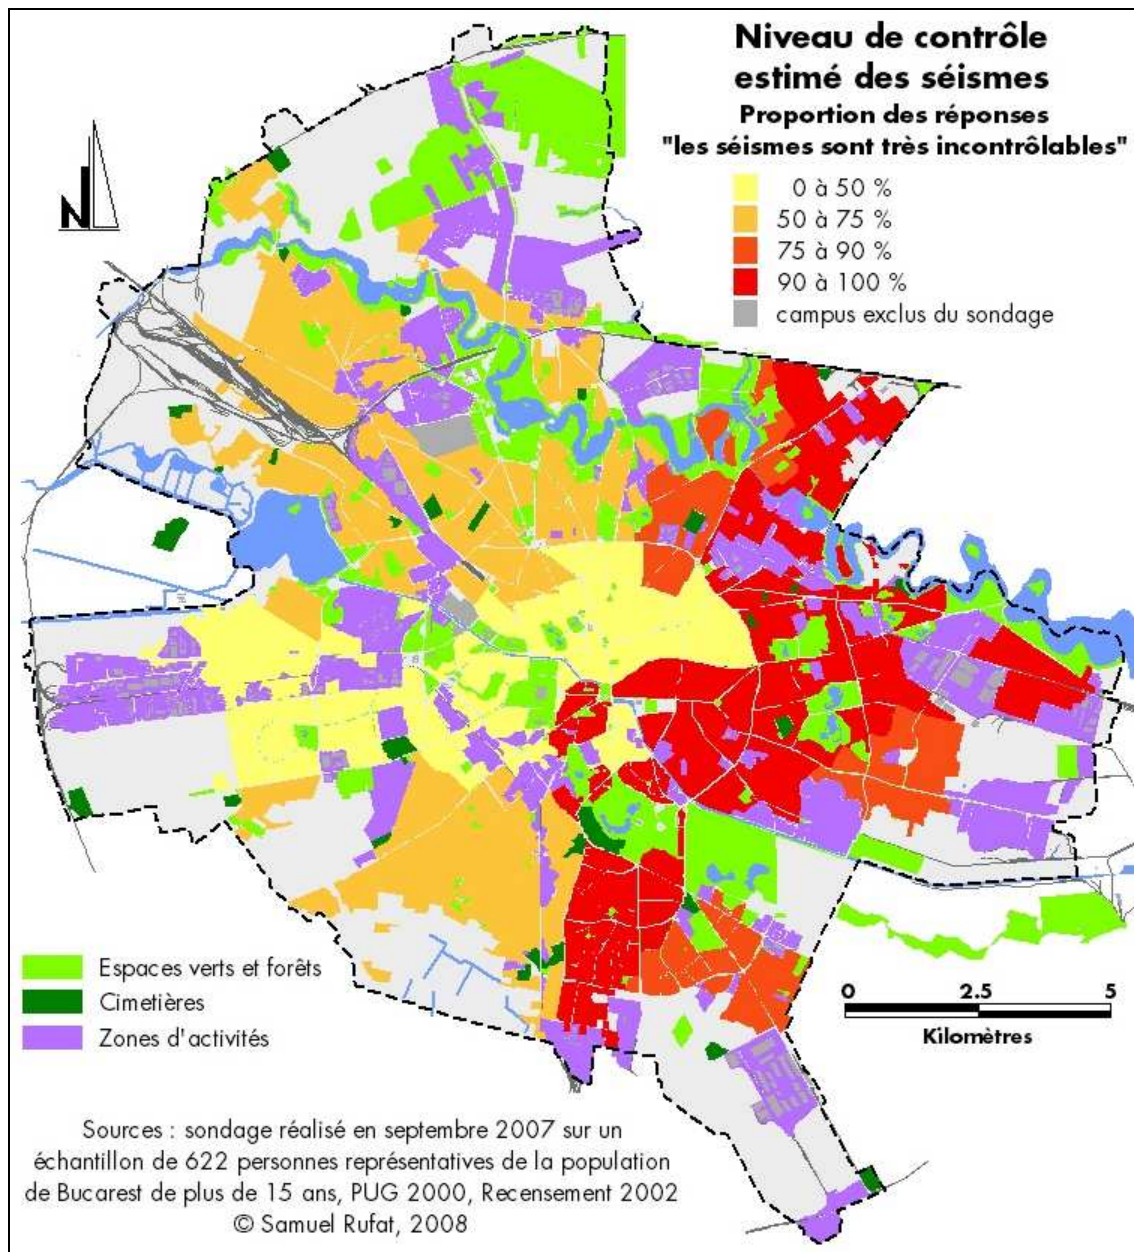 Niveau de contrôle
estimé des séismes
Proportion des réponses
"les séismes sont très incontrôlables"
0 à 50 %
50 à 75 %
75 à 90 %
90 à 100 %
campus exclus du sondage
N
Espaces verts et forêts
Cimetières
Zones d'activités
0 2.5 5
Kilomètres
Sources : sondage réalisé en septembre 2007 sur un
échantillon de 622 personnes représentatives de la population
de Bucarest de plus de 15 ans, PUG 2000, Recensement 2002
© Samuel Rufat, 2008